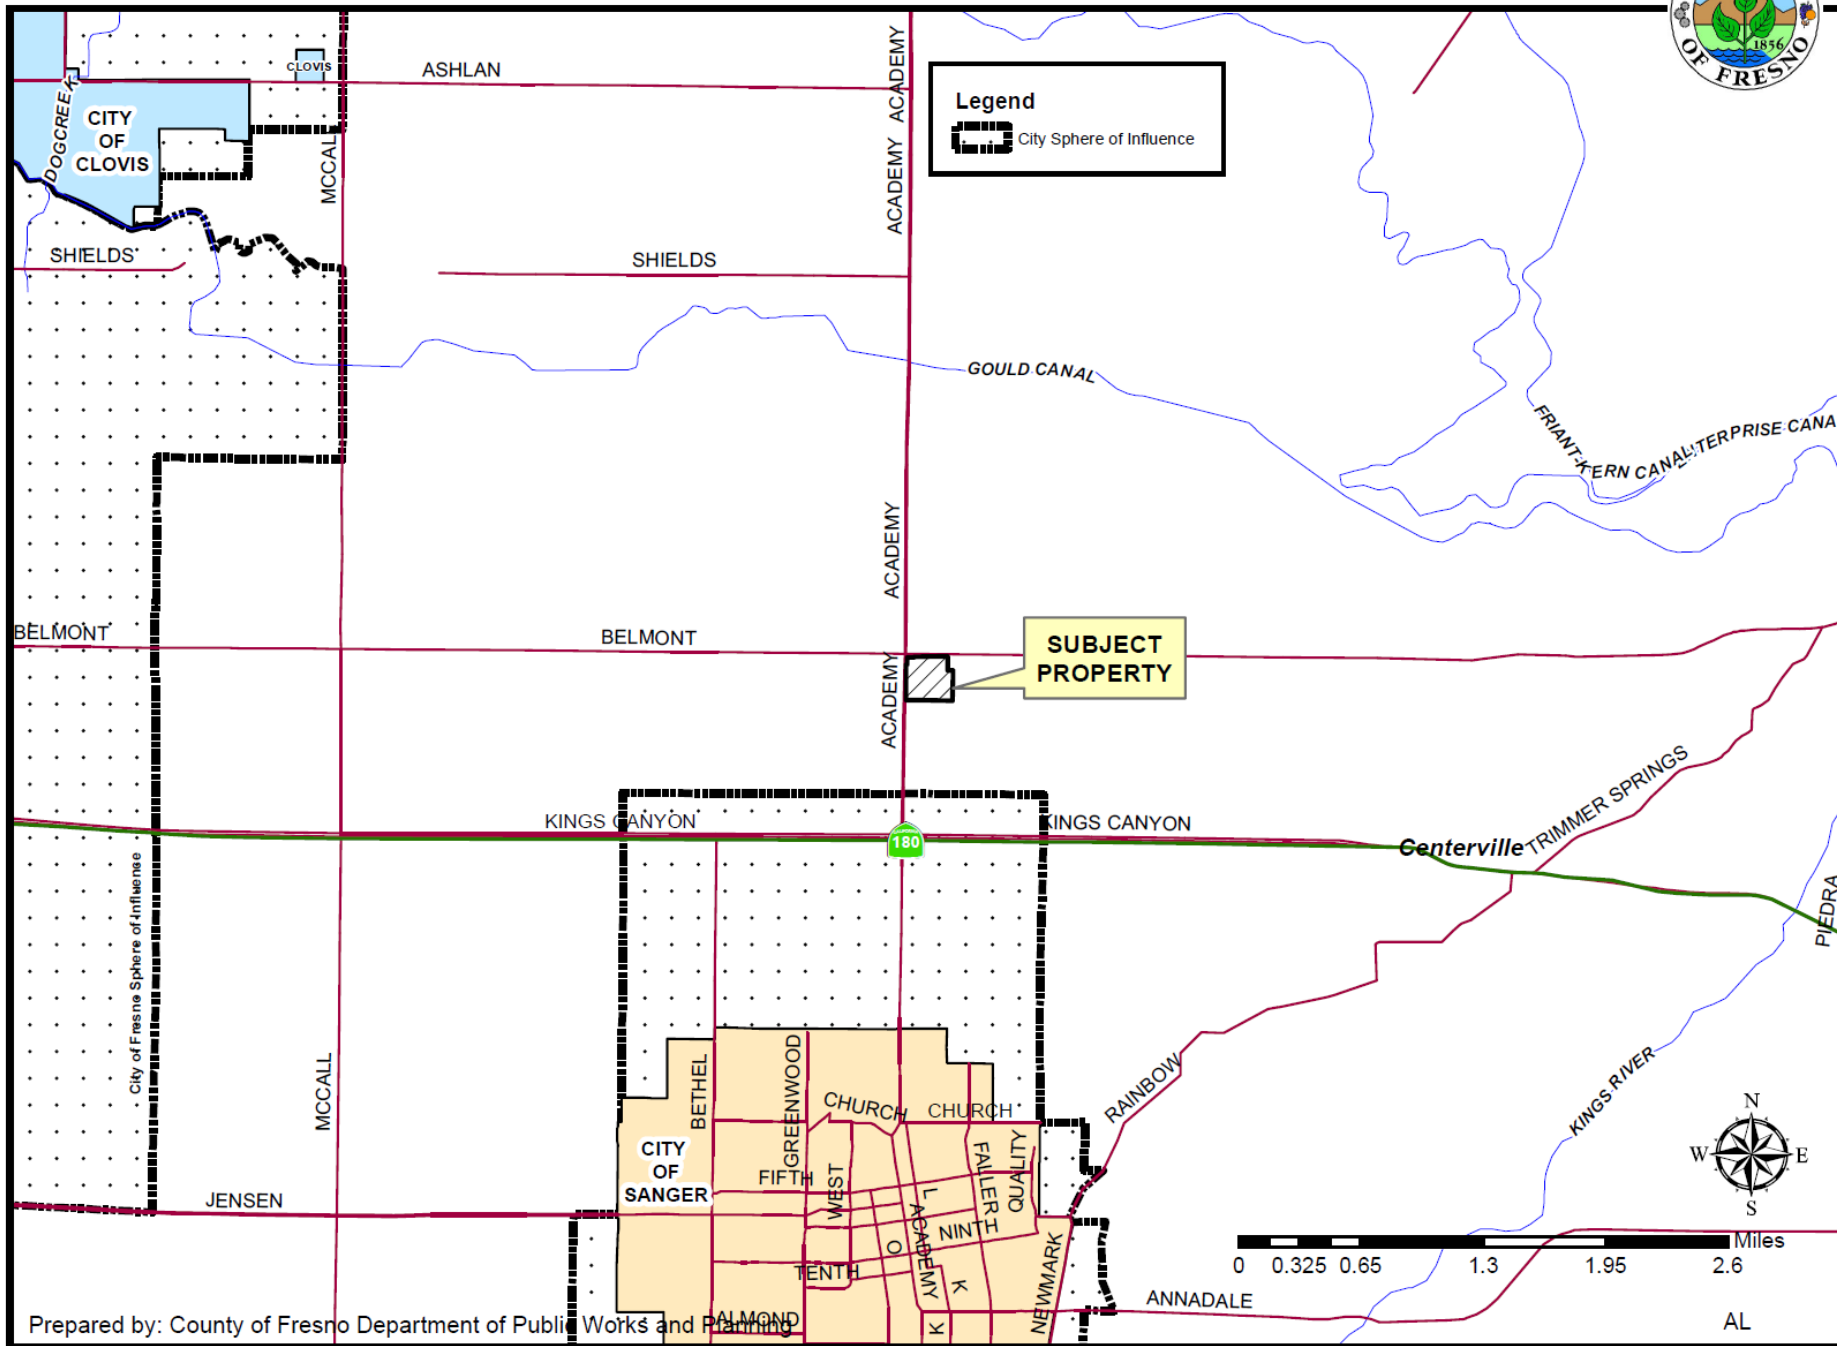 1856
OF FRESNO
CLOVIS
ASHLAN
ACADEMY
Legend
City Sphere of Influence
DOGCREEK
CITY
OF
CLOVIS
MCCAL
ACADEMY
SHIELDS
SHIELDS
GOULD CANAL
FRIANT-KERN CANAL
TERPRISE CANA
ACADEMY
BELMONT
BELMONT
SUBJECT
PROPERTY
ACADEMY
TRIMMER SPRINGS
KINGS CANYON
180
KINGS CANYON
Centerville
PIEDRA
City of Fresno Sphere of Influence
MCCALL
BETHEL
GREENWOOD
CHURCH
CHURCH
RAINBOW
KINGS RIVER
N
W
E
S
CITY
OF
SANGER
FIFTH
WEST
FALLER
QUALITY
JENSEN
L
ACADEMY
NINTH
O
TENTH
K
NEWMARK
Miles
0 0.325 0.65 1.3 1.95 2.6
ANNADALE
ALMOND
K
Prepared by: County of Fresno Department of Public Works and Planning
AL